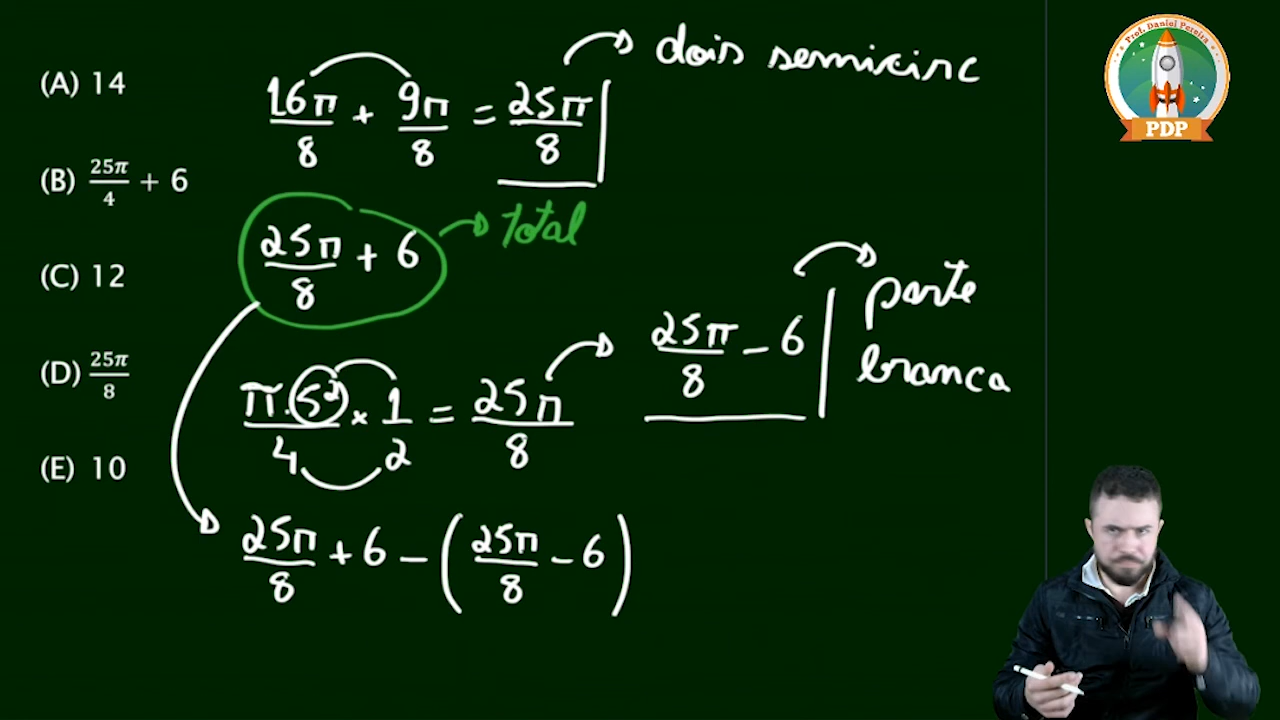 (A) 14
(B) 25π/4 + 6
(C) 12
(D) 25π/8
(E) 10
16π/8 + 9π/8 = 25π/8 → dois semicirc
25π/8 + 6 → total
π.5²/4 × 1/2 = 25π/8 → 25π/8 - 6 → parte
branca
25π/8 + 6 - (25π/8 - 6)
Prof. Daniel Pereira
PDP